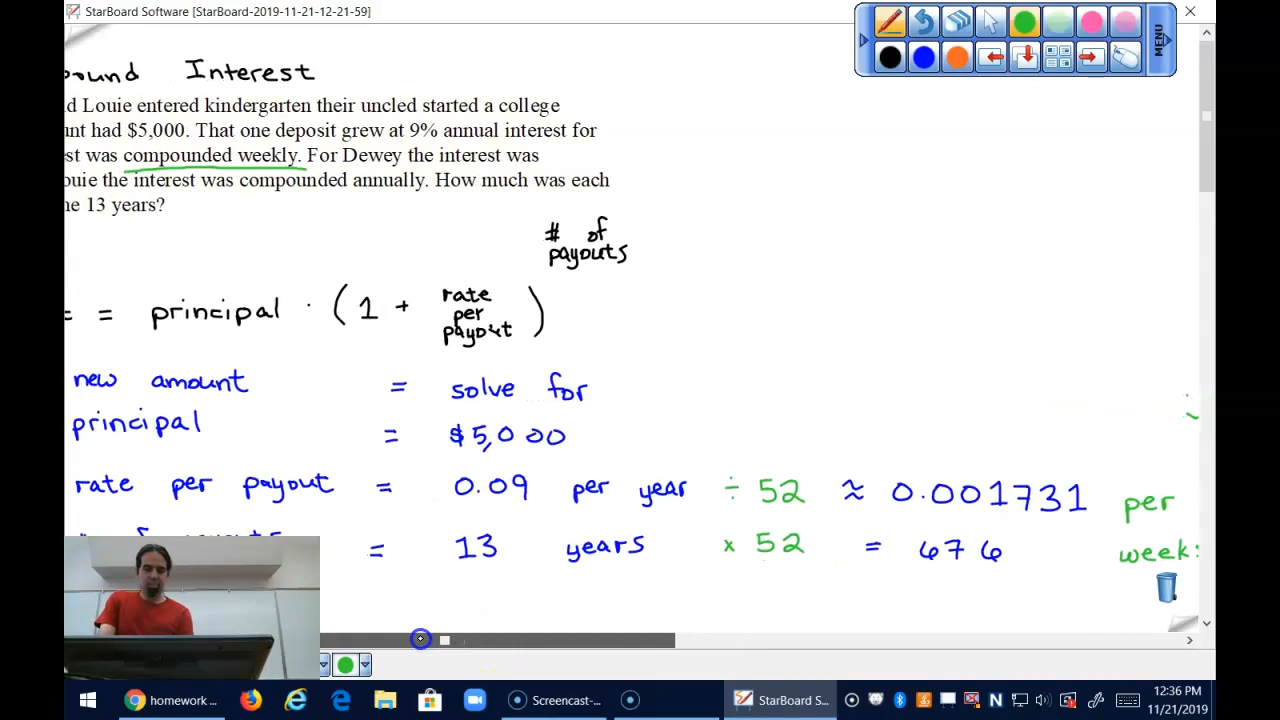 StarBoard Software [StarBoard-2019-11-21-12-21-59]
MENU
ound Interest
d Louie entered kindergarten their uncled started a college
unt had $5,000. That one deposit grew at 9% annual interest for
st was compounded weekly. For Dewey the interest was
ouie the interest was compounded annually. How much was each
ne 13 years?
# of
payouts
= = principal · ( 1 + rate per payout )
new amount = solve for
principal = $5,000
rate per payout = 0.09 per year ÷ 52 ≈ 0.001731 per
= 13 years × 52 = 676 week:
homework ...
Screencast-...
StarBoard S...
N
12:36 PM
11/21/2019